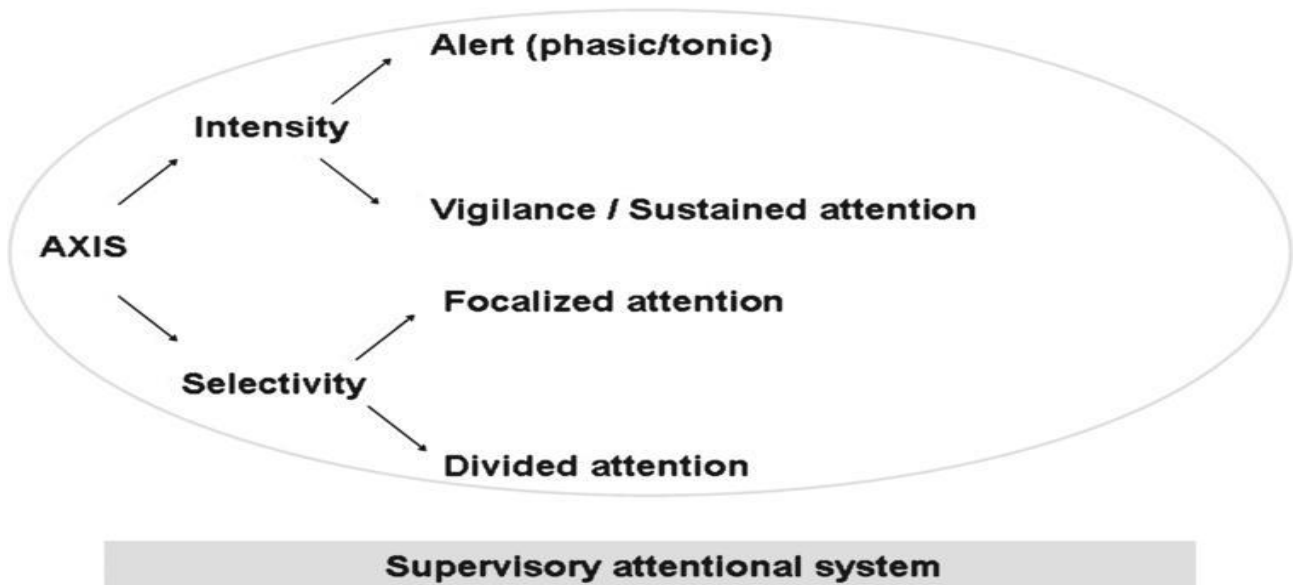 Alert (phasic/tonic)
Intensity
Vigilance / Sustained attention
AXIS
Focalized attention
Selectivity
Divided attention
Supervisory attentional system